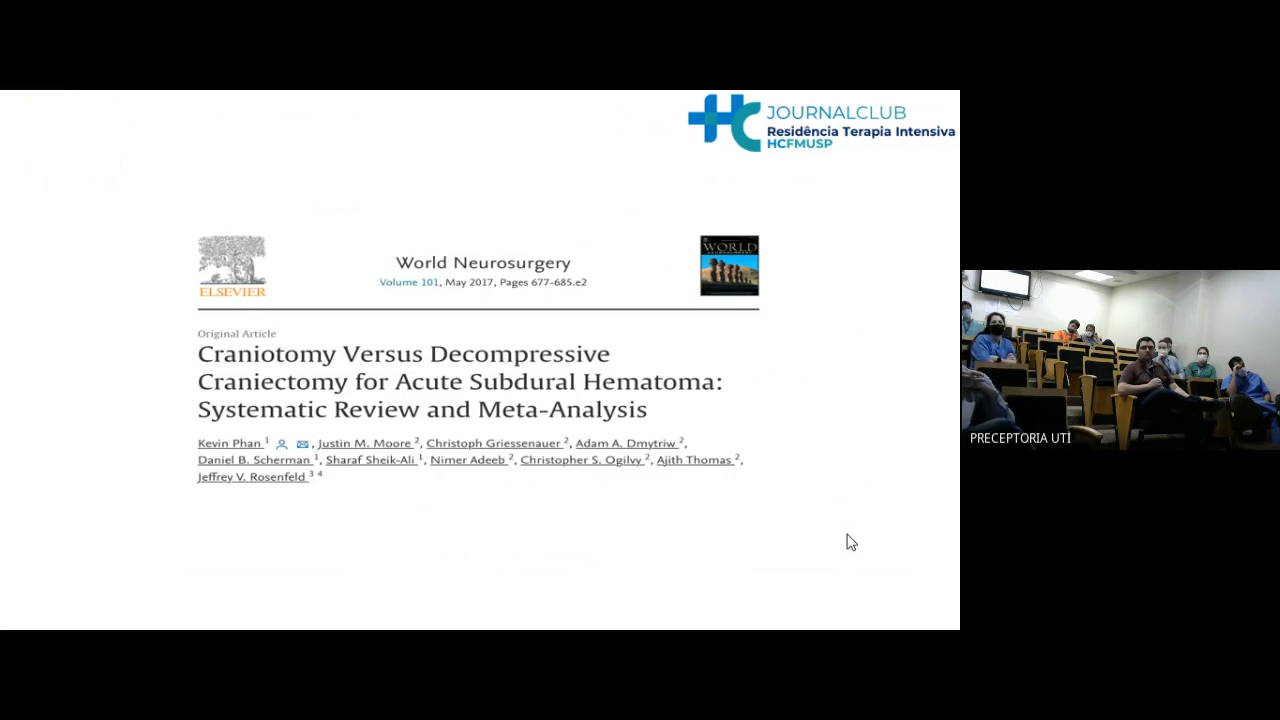 JOURNALCLUB
Residência Terapia Intensiva
HCFMUSP
ELSEVIER
World Neurosurgery
Volume 101, May 2017, Pages 677-685.e2
WORLD
NEUROSURGERY
Original Article
Craniotomy Versus Decompressive
Craniectomy for Acute Subdural Hematoma:
Systematic Review and Meta-Analysis
Kevin Phan 1 , Justin M. Moore 2, Christoph Griessenauer 2, Adam A. Dmytriw 2,
Daniel B. Scherman 1, Sharaf Sheik-Ali 1, Nimer Adeeb 2, Christopher S. Ogilvy 2, Ajith Thomas 2,
Jeffrey V. Rosenfeld 3 4
PRECEPTORIA UTI